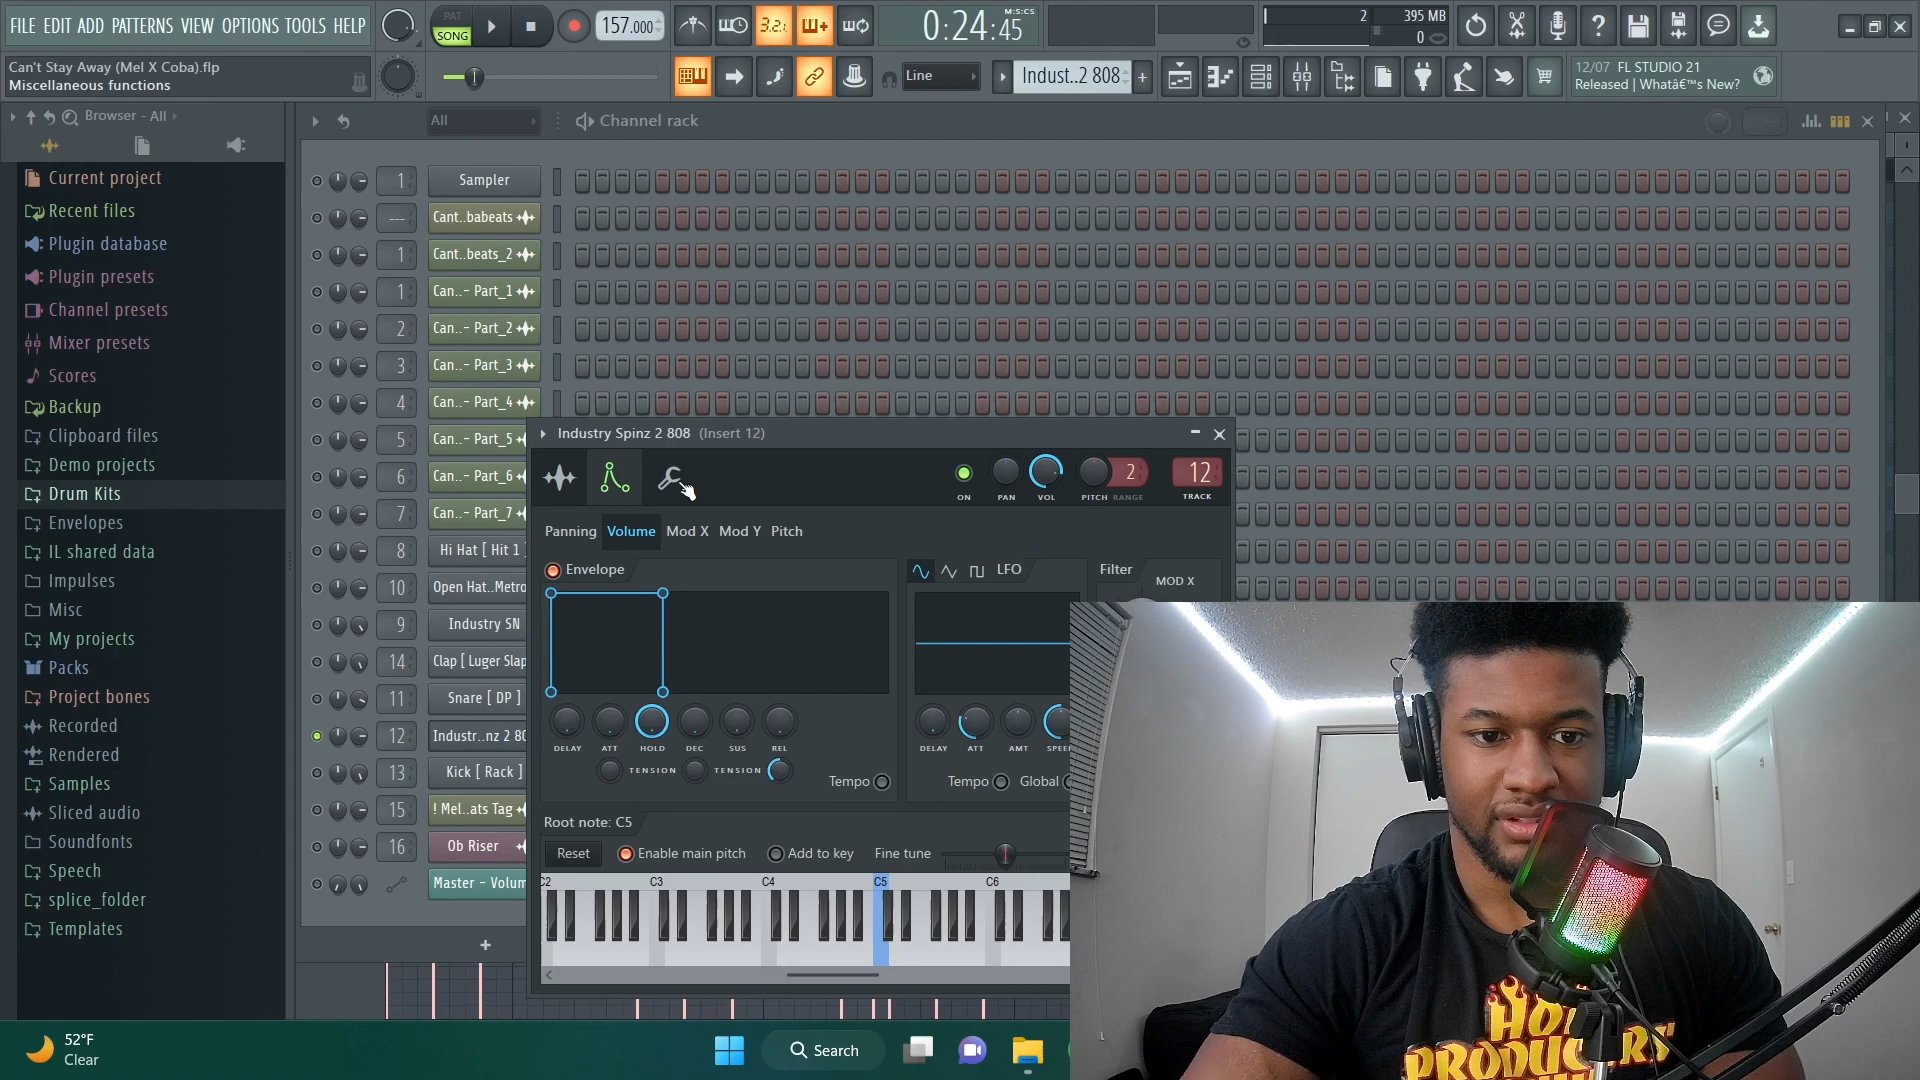 FILE EDIT ADD PATTERNS VIEW OPTIONS TOOLS HELP
PAT
SONG
157.000
3.2.
0:24:45
M:S:CS
2
395 MB
0
Can't Stay Away (Mel X Coba).flp
Miscellaneous functions
Line
Indust..2 808
12/07 FL STUDIO 21
Released | Whatâ€™s New?
Browser - All
All
Channel rack
Current project
Recent files
Plugin database
Plugin presets
Channel presets
Mixer presets
Scores
Backup
Clipboard files
Demo projects
Drum Kits
Envelopes
IL shared data
Impulses
Misc
My projects
Packs
Project bones
Recorded
Rendered
Samples
Sliced audio
Soundfonts
Speech
splice_folder
Templates
1 Sampler
--- Cant..babeats
1 Cant..beats_2
1 Can..- Part_1
2 Can..- Part_2
3 Can..- Part_3
4 Can..- Part_4
5 Can..- Part_5
6 Can..- Part_6
7 Can..- Part_7
8 Hi Hat [ Hit 1 ]
10 Open Hat..Metro
9 Industry SN
14 Clap [ Luger Slap
11 Snare [ DP ]
12 Industr..nz 2 80
13 Kick [ Rack ]
15 ! Mel..ats Tag
16 Ob Riser
Master - Volum
+
Industry Spinz 2 808 (Insert 12)
ON PAN VOL PITCH RANGE 2 12 TRACK
Panning Volume Mod X Mod Y Pitch
Envelope
LFO
Filter
MOD X
DELAY ATT HOLD DEC SUS REL
TENSION TENSION
Tempo
DELAY ATT AMT SPEE
Tempo Global
Root note: C5
Reset Enable main pitch Add to key Fine tune
C2 C3 C4 C5 C6
52°F
Clear
Search
HO
PRODUC RS